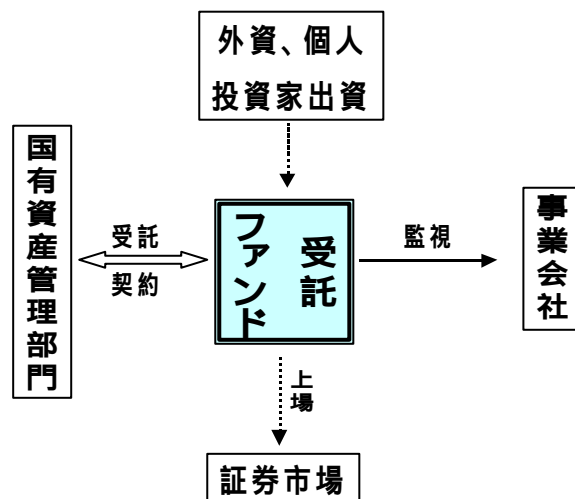 外資、個人
投資家出資
国有資産管理部門
受託
契約
受託
ファンド
監視
事業会社
上場
証券市場